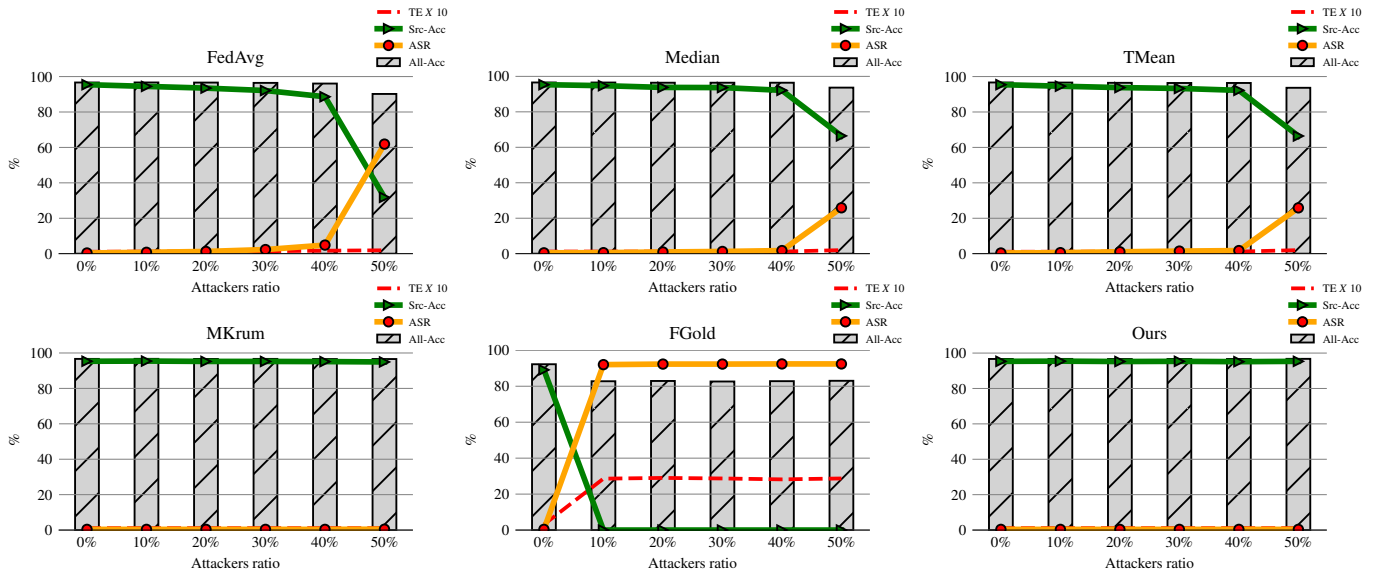 TE X 10
Src-Acc
ASR
All-Acc
FedAvg
%
100
80
60
40
20
0
0% 10% 20% 30% 40% 50%
Attackers ratio
TE X 10
Src-Acc
ASR
All-Acc
Median
%
100
80
60
40
20
0
0% 10% 20% 30% 40% 50%
Attackers ratio
TE X 10
Src-Acc
ASR
All-Acc
TMean
%
100
80
60
40
20
0
0% 10% 20% 30% 40% 50%
Attackers ratio
TE X 10
Src-Acc
ASR
All-Acc
MKrum
%
100
80
60
40
20
0
0% 10% 20% 30% 40% 50%
Attackers ratio
TE X 10
Src-Acc
ASR
All-Acc
FGold
%
100
80
60
40
20
0
0% 10% 20% 30% 40% 50%
Attackers ratio
TE X 10
Src-Acc
ASR
All-Acc
Ours
%
100
80
60
40
20
0
0% 10% 20% 30% 40% 50%
Attackers ratio